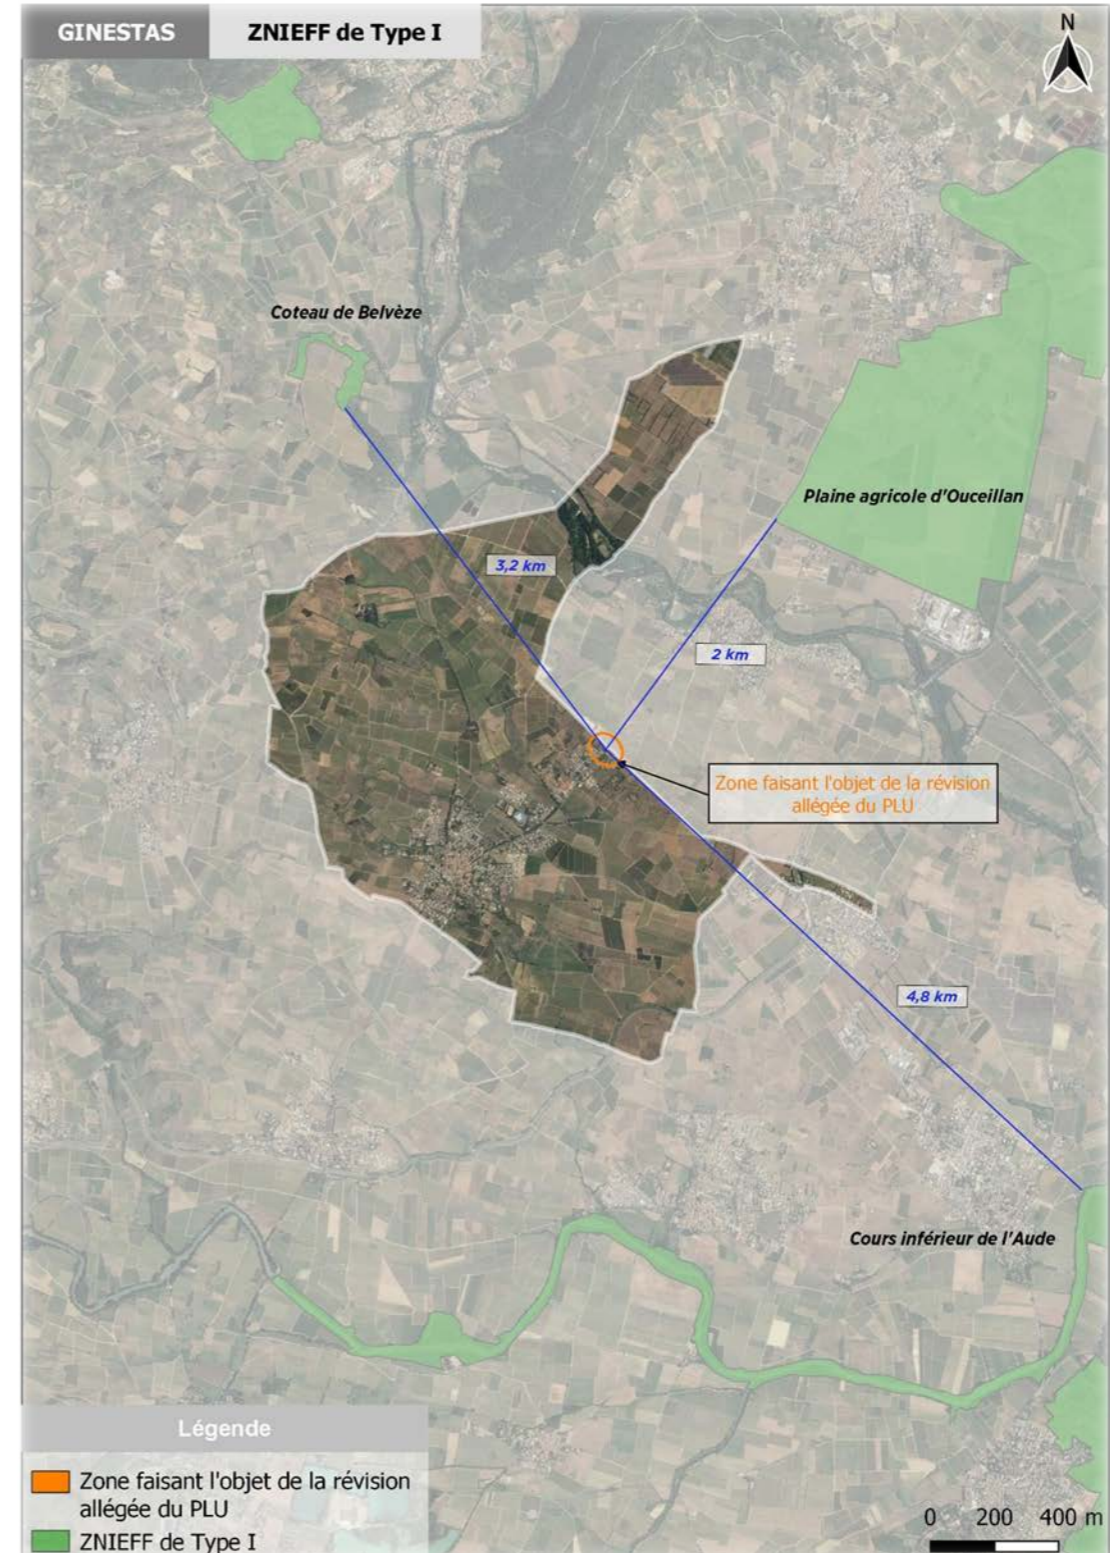 GINESTAS
ZNIEFF de Type I
N
Coteau de Belvèze
Plaine agricole d'Ouceillan
3,2 km
2 km
Zone faisant l'objet de la révision
allégée du PLU
4,8 km
Cours inférieur de l'Aude
Légende
Zone faisant l'objet de la révision
allégée du PLU
ZNIEFF de Type I
0 200 400 m